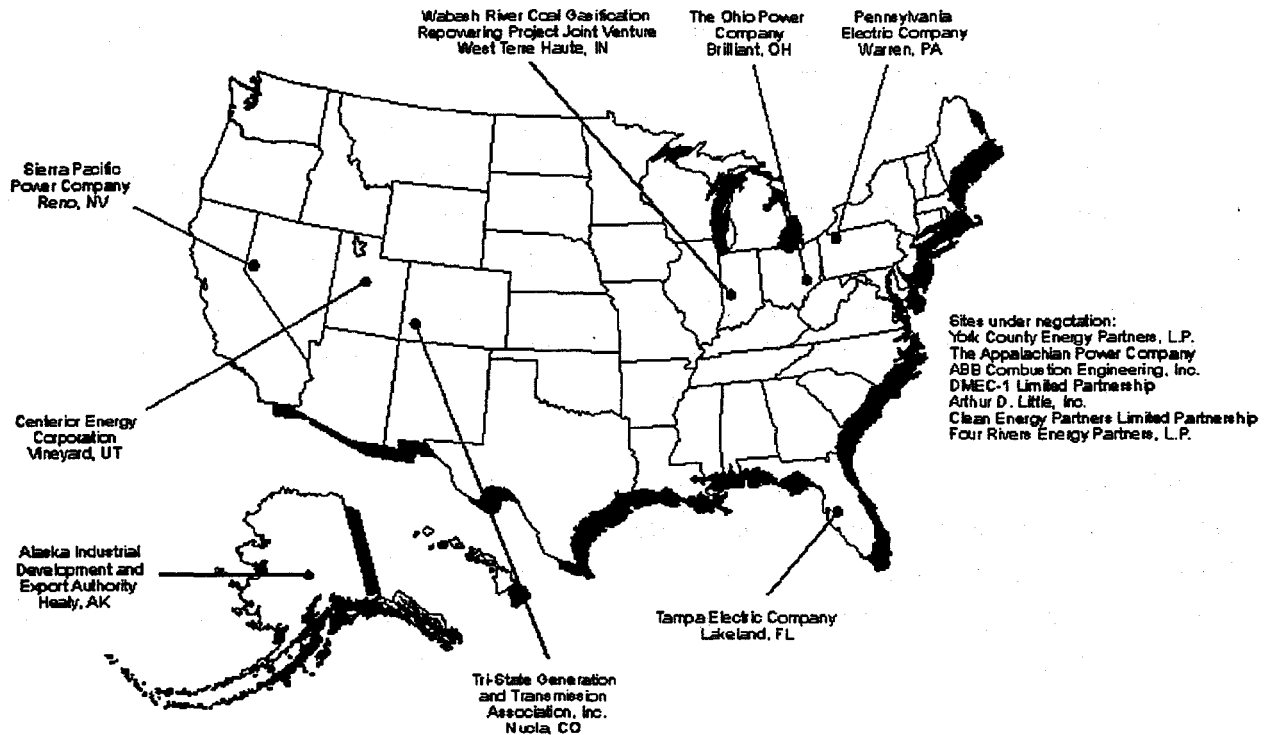 Wabash River Coal Gasification
Repowering Project Joint Venture
West Terre Haute, IN
The Ohio Power
Company
Brilliant, OH
Pennsylvania
Electric Company
Warren, PA
Sierra Pacific
Power Company
Reno, NV
Sites under negotation:
York County Energy Partners, L.P.
The Appalachian Power Company
ABB Combustion Engineering, Inc.
DMEC-1 Limited Partnership
Arthur D. Little, Inc.
Clean Energy Partners Limited Partnership
Four Rivers Energy Partners, L.P.
Centerior Energy
Corporation
Vineyard, UT
Alaska Industrial
Development and
Export Authority
Healy, AK
Tampa Electric Company
Lakeland, FL
Tri-State Generation
and Transmission
Association, Inc.
Nucla, CO